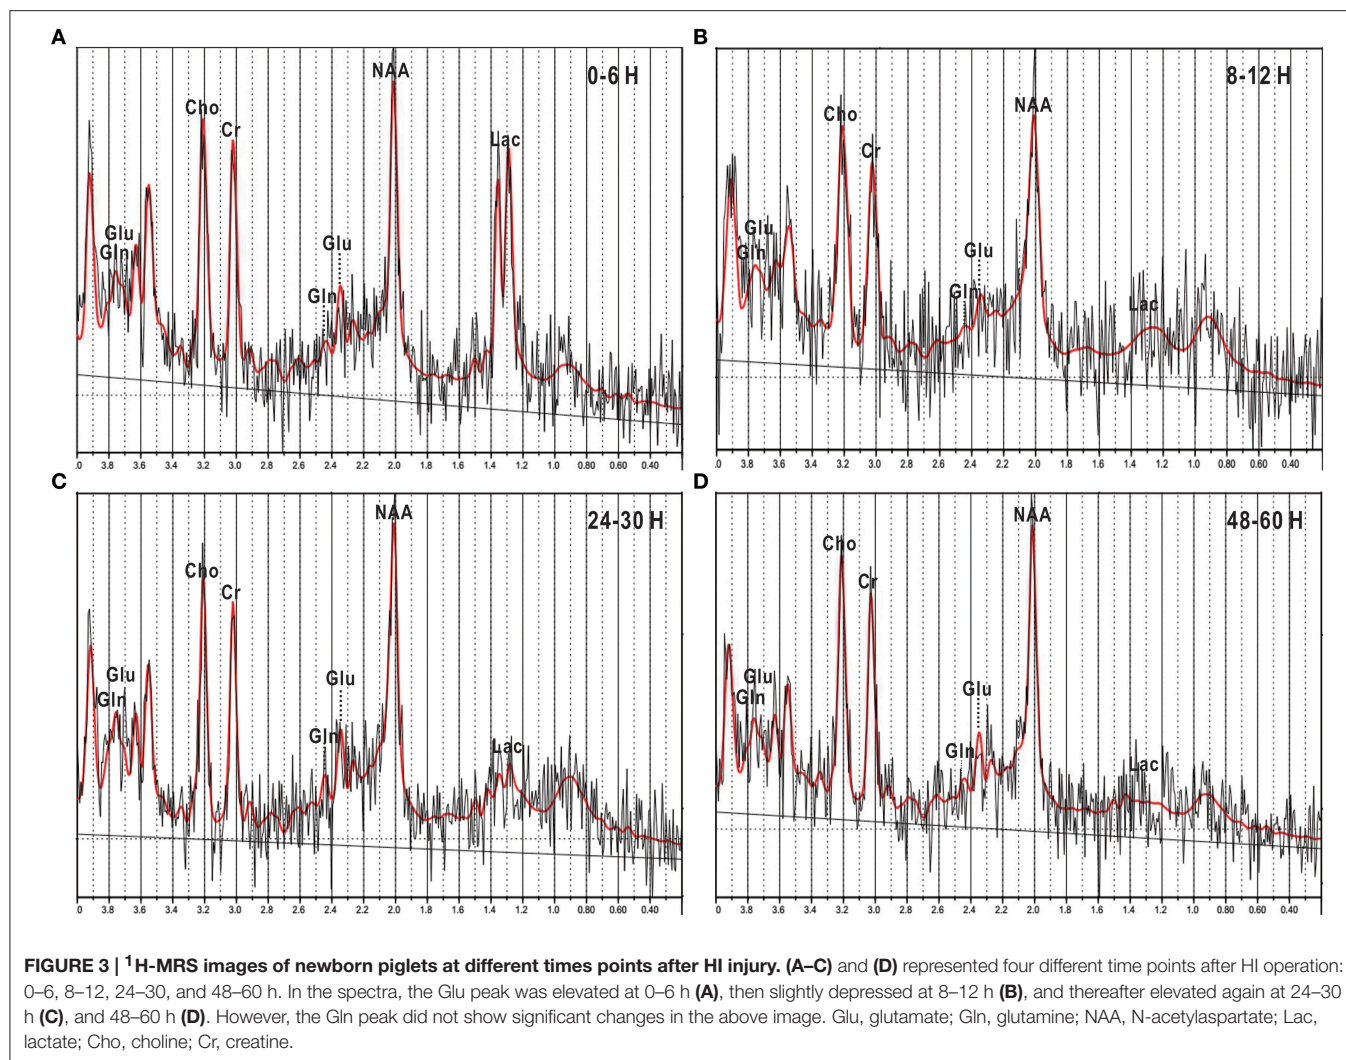 A
0-6 H
NAA
Cho
Cr
Lac
Glu
Gln
Glu
Gln
.0 3.8 3.6 3.4 3.2 3.0 2.8 2.6 2.4 2.2 2.0 1.8 1.6 1.4 1.2 1.0 0.80 0.60 0.40
B
8-12 H
NAA
Cho
Cr
Glu
Gln
Glu
Gln
Lac
.0 3.8 3.6 3.4 3.2 3.0 2.8 2.6 2.4 2.2 2.0 1.8 1.6 1.4 1.2 1.0 0.80 0.60 0.40
C
24-30 H
NAA
Cho
Cr
Glu
Gln
Glu
Gln
Lac
.0 3.8 3.6 3.4 3.2 3.0 2.8 2.6 2.4 2.2 2.0 1.8 1.6 1.4 1.2 1.0 0.80 0.60 0.40
D
48-60 H
NAA
Cho
Cr
Glu
Gln
Glu
Gln
Lac
.0 3.8 3.6 3.4 3.2 3.0 2.8 2.6 2.4 2.2 2.0 1.8 1.6 1.4 1.2 1.0 0.80 0.60 0.40
FIGURE 3 | ¹H-MRS images of newborn piglets at different times points after HI injury. (A–C) and (D) represented four different time points after HI operation:
0–6, 8–12, 24–30, and 48–60 h. In the spectra, the Glu peak was elevated at 0–6 h (A), then slightly depressed at 8–12 h (B), and thereafter elevated again at 24–30
h (C), and 48–60 h (D). However, the Gln peak did not show significant changes in the above image. Glu, glutamate; Gln, glutamine; NAA, N-acetylaspartate; Lac,
lactate; Cho, choline; Cr, creatine.